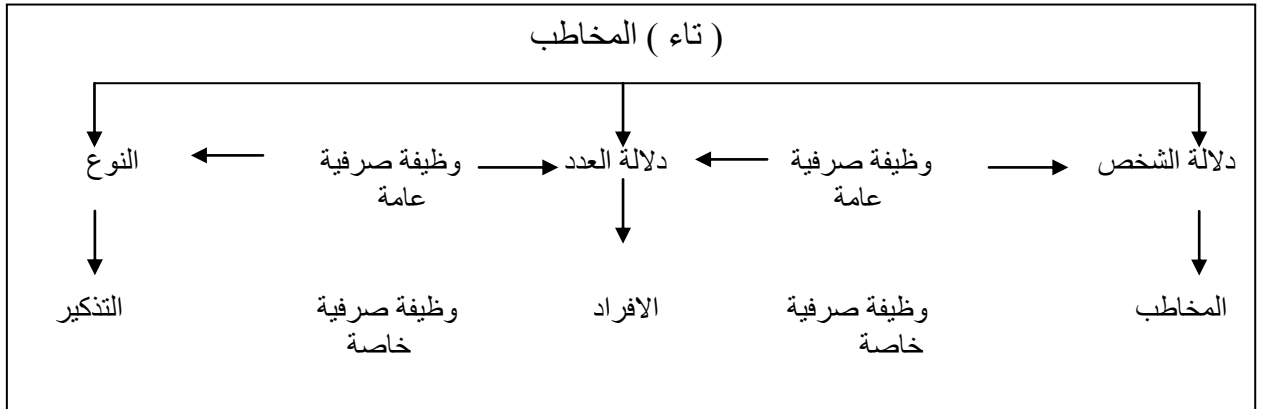 ( تاء ) المخاطب
دلالة الشخص
وظيفة صرفية
عامة
دلالة العدد
وظيفة صرفية
عامة
النوع
المخاطب
وظيفة صرفية
خاصة
الافراد
وظيفة صرفية
خاصة
التذكير